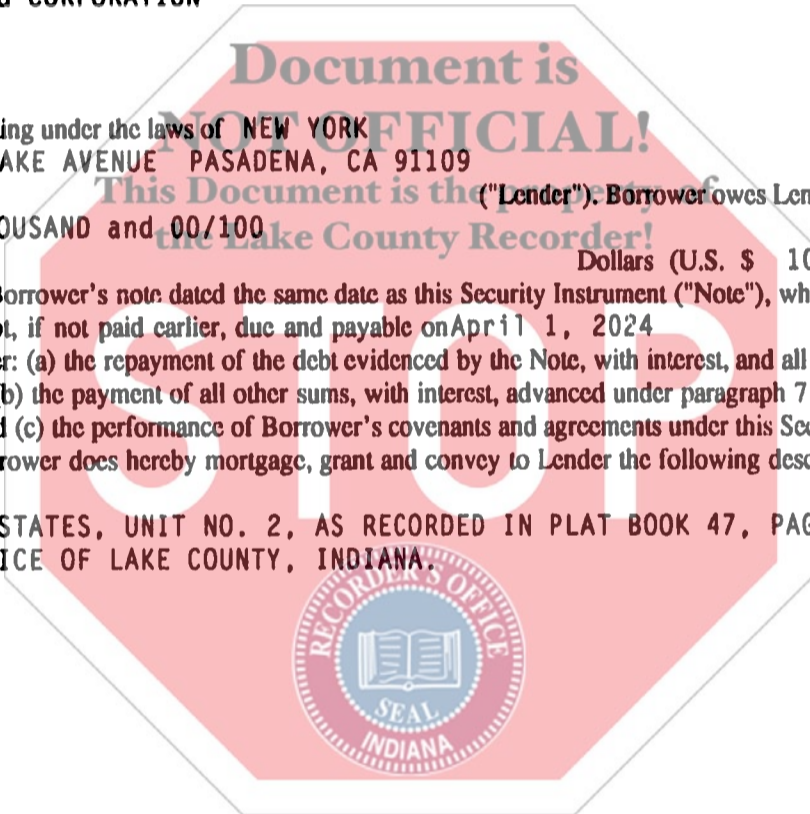 CORPORATION
Document is
ing under the laws of NEW YORK
NOT OFFICIAL!
AKE AVENUE PASADENA, CA 91109
This Document is the property of
("Lender"). Borrower owes Len
OUSAND and 00/100
the Lake County Recorder!
Dollars (U.S. $ 10
orrower's note dated the same date as this Security Instrument ("Note"), wh
t, if not paid earlier, due and payable on April 1, 2024
r: (a) the repayment of the debt evidenced by the Note, with interest, and all
b) the payment of all other sums, with interest, advanced under paragraph 7
d (c) the performance of Borrower's covenants and agreements under this Sec
rower does hereby mortgage, grant and convey to Lender the following desc
STOP
STATES, UNIT NO. 2, AS RECORDED IN PLAT BOOK 47, PAG
ICE OF LAKE COUNTY, INDIANA.
RECORDER'S OFFICE
SEAL
INDIANA